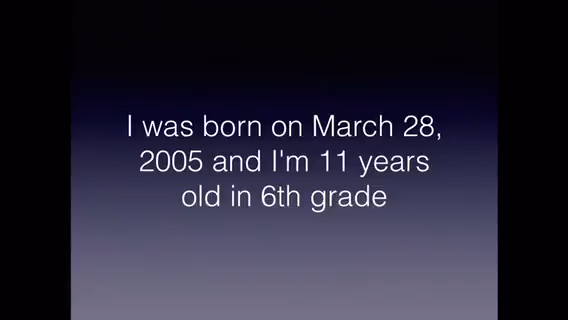 I was born on March 28,
2005 and I'm 11 years
old in 6th grade